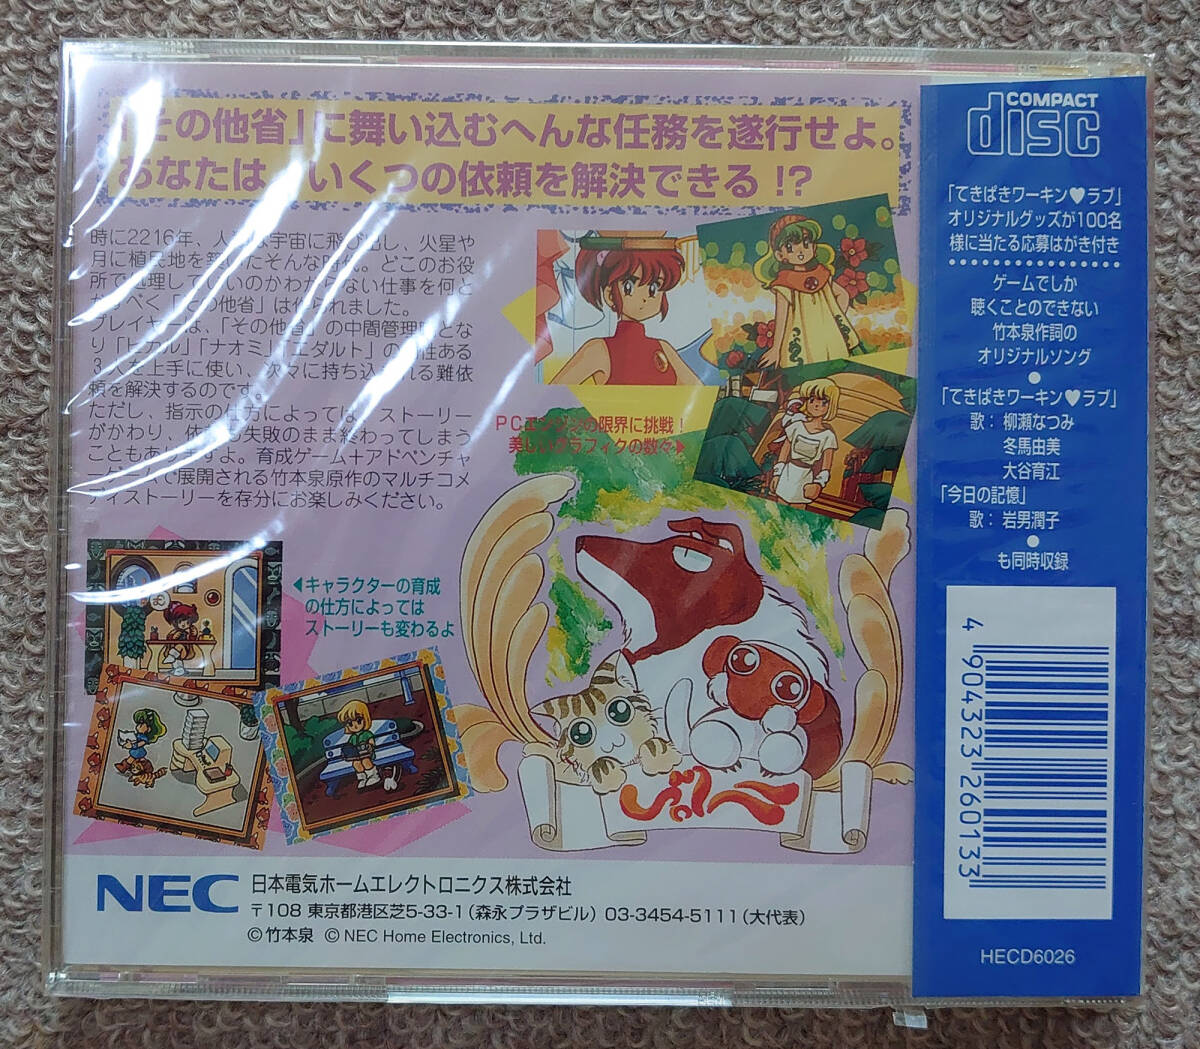 「その他省」に舞い込むへんな任務を遂行せよ。
あなたは、いくつの依頼を解決できる!?
時に2216年、人は宇宙に飛び出し、火星や
月に植民地を築いたそんな時代。どこのお役
所で処理していいのかわからない仕事を何と
かすべく「その他省」は作られました。
プレイヤーは、「その他省」の中間管理職とな
り「ヒアル」「ナオミ」「エダルト」の個性ある
3人を上手に使い、次々に持ち込まれる難依
頼を解決するのです。
ただし、指示の仕方によっては、ストーリー
がかわり、依頼も失敗のまま終わってしまう
こともありますよ。育成ゲーム+アドベンチャ
ーゲームで展開される竹本泉原作のマルチコメ
ディストーリーを存分にお楽しみください。
PCエンジンの限界に挑戦!
美しいグラフィクの数々▶
◀キャラクターの育成
の仕方によっては
ストーリーも変わるよ
NEC
日本電気ホームエレクトロニクス株式会社
〒108 東京都港区芝5-33-1(森永プラザビル) 03-3454-5111(大代表)
©竹本泉 © NEC Home Electronics, Ltd.
COMPACT
disc
「てきぱきワーキン♥ラブ」
オリジナルグッズが100名
様に当たる応募はがき付き
ゲームでしか
聴くことのできない
竹本泉作詞の
オリジナルソング
●
「てきぱきワーキン♥ラブ」
歌: 柳瀬なつみ
冬馬由美
大谷育江
「今日の記憶」
歌: 岩男潤子
●
も同時収録
4 904323 260133
HECD6026